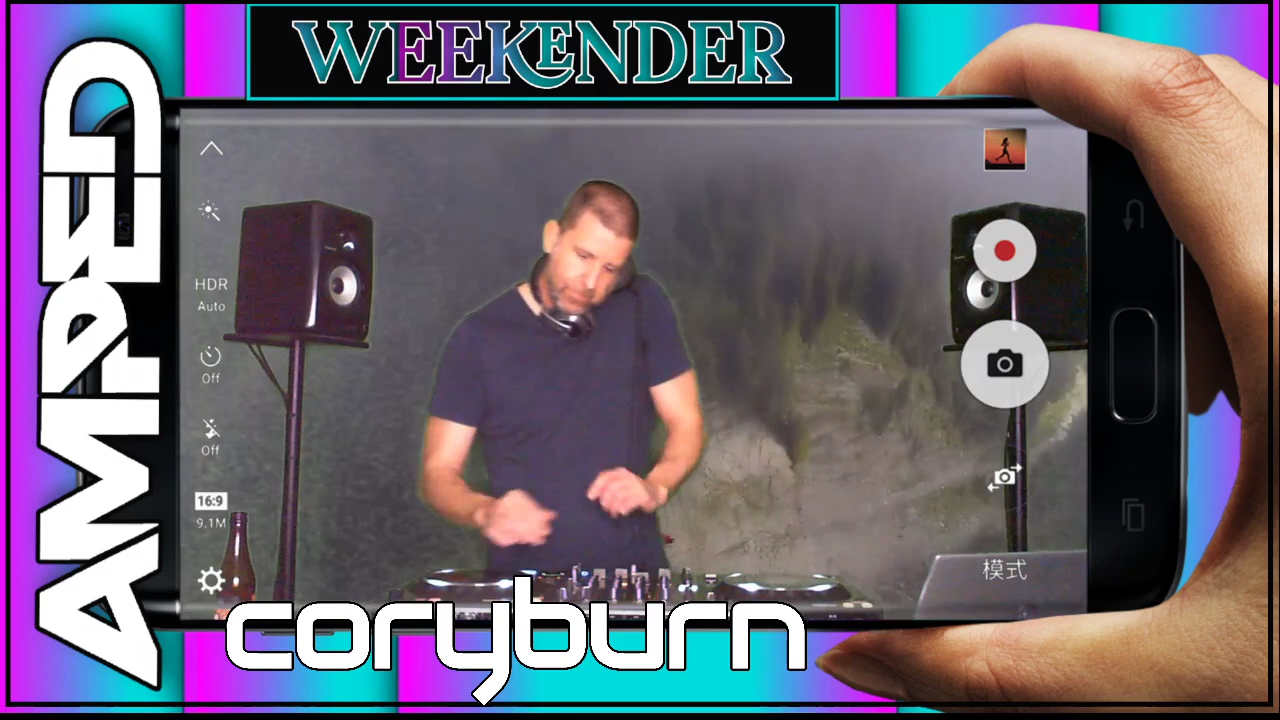 WEEKENDER
AMPED
HDR
Auto
Off
Off
16:9
9.1M
模式
coryburn